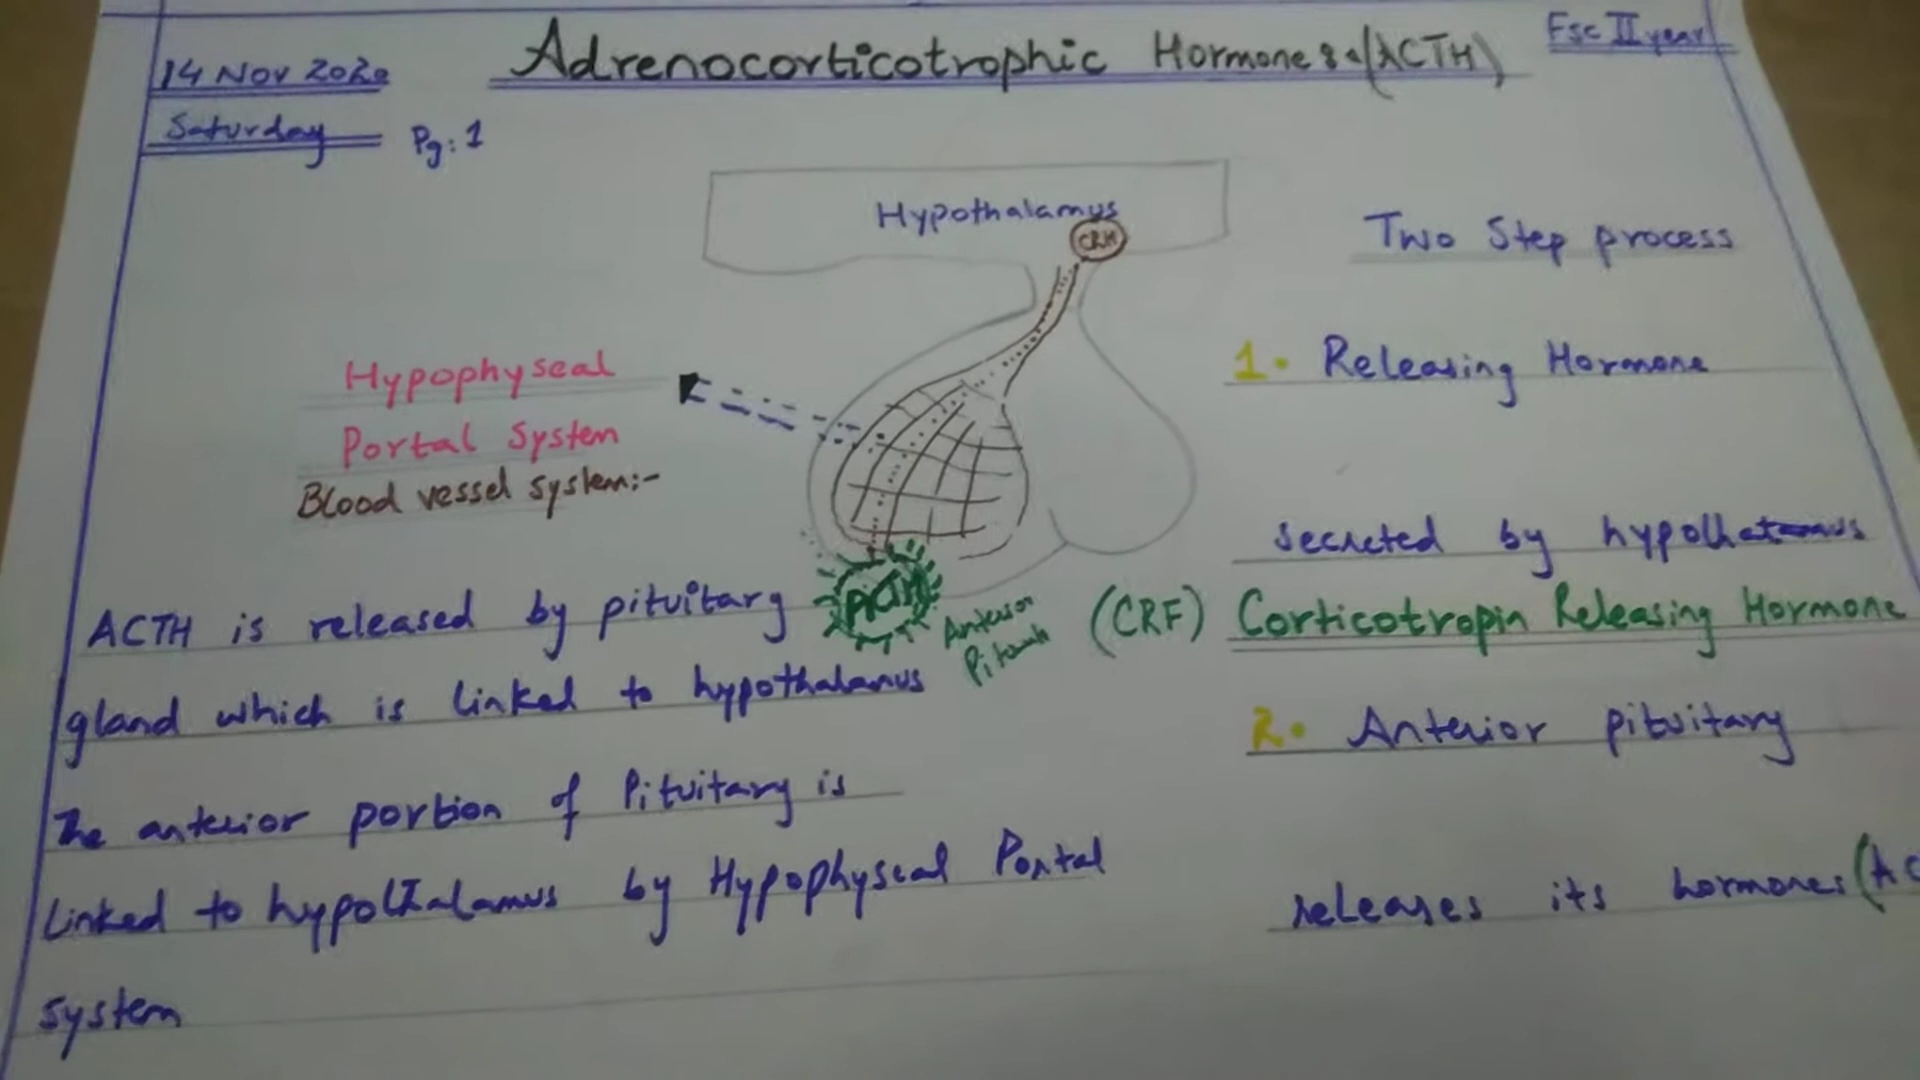 14 Nov 2020
Adrenocorticotrophic Hormone :- (ACTH)
Fsc II year
Saturday
Pg: 1
Hypothalamus
CRH
Two Step process
Hypophyseal
Portal System
Blood vessel system:-
1. Releasing Hormone
secreted by hypothalamus
(CRF) Corticotropin Releasing Hormone
ACTH
Anterior
ACTH is released by pituitary
gland which is linked to hypothalamus
The anterior portion of Pituitary is
linked to hypothalamus by Hypophyseal Portal
system
2. Anterior pituitary
releases its hormones (AC